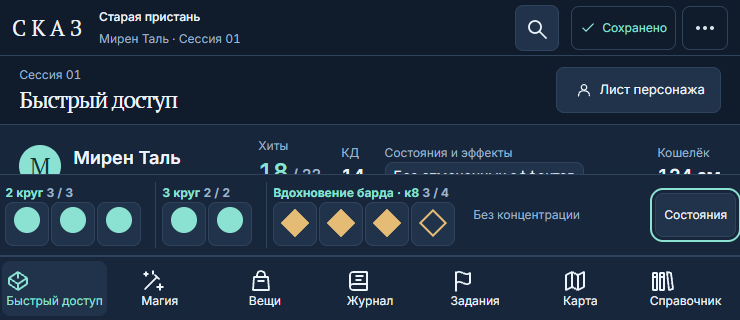 СКАЗ
Старая пристань
Мирен Таль · Сессия 01
Сохранено
Сессия 01
Быстрый доступ
Лист персонажа
М
Мирен Таль
Хиты
18
КД
14
Состояния и эффекты
Кошелёк
2 круг 3 / 3
3 круг 2 / 2
Вдохновение барда · к8 3 / 4
Без концентрации
Состояния
Быстрый доступ
Магия
Вещи
Журнал
Задания
Карта
Справочник